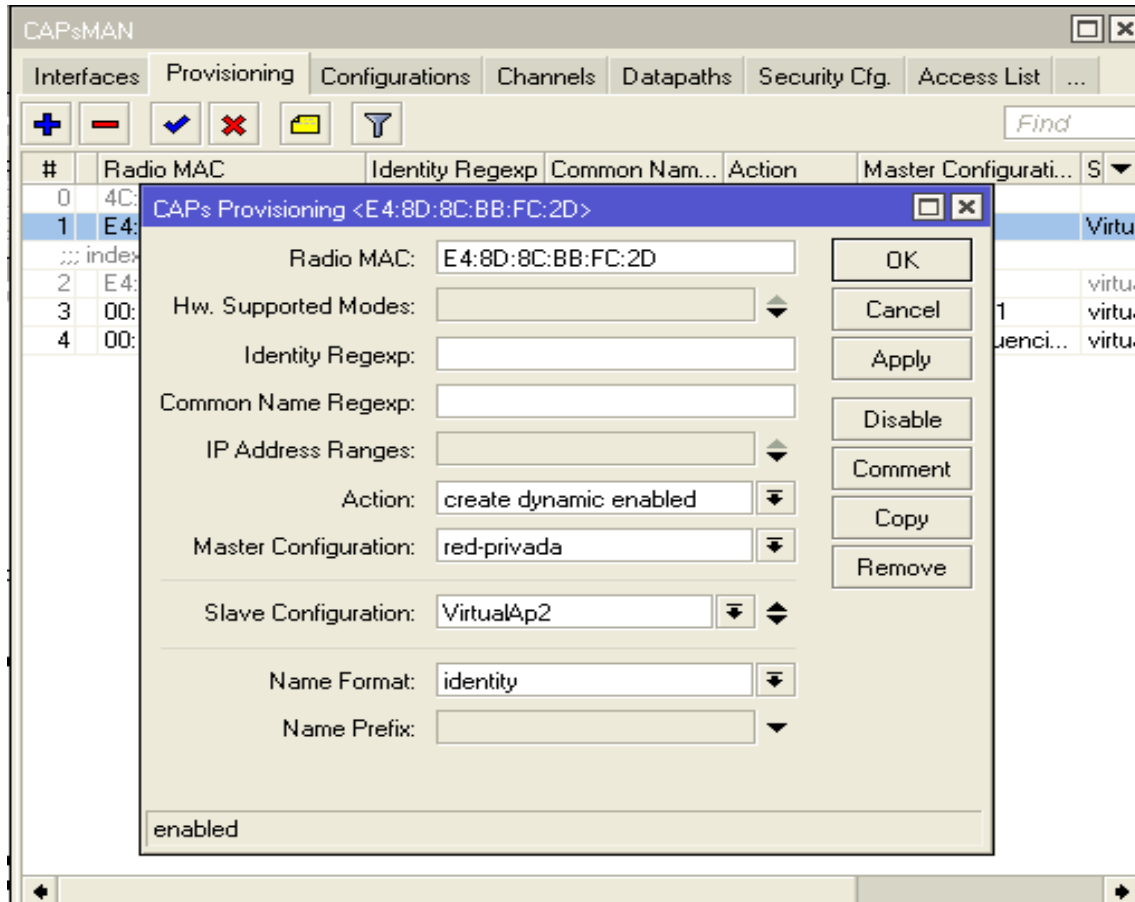 CAPsMAN
Interfaces Provisioning Configurations Channels Datapaths Security Cfg. Access List ...
Find
# Radio MAC Identity Regexp Common Nam... Action Master Configurati... S
0 4C:
1 E4: Virtu
;;; index
2 E4: virtu
3 00: 1 virtu
4 00: uenci... virtu
CAPs Provisioning <E4:8D:8C:BB:FC:2D>
Radio MAC: E4:8D:8C:BB:FC:2D
Hw. Supported Modes:
Identity Regexp:
Common Name Regexp:
IP Address Ranges:
Action: create dynamic enabled
Master Configuration: red-privada
Slave Configuration: VirtualAp2
Name Format: identity
Name Prefix:
enabled
OK
Cancel
Apply
Disable
Comment
Copy
Remove